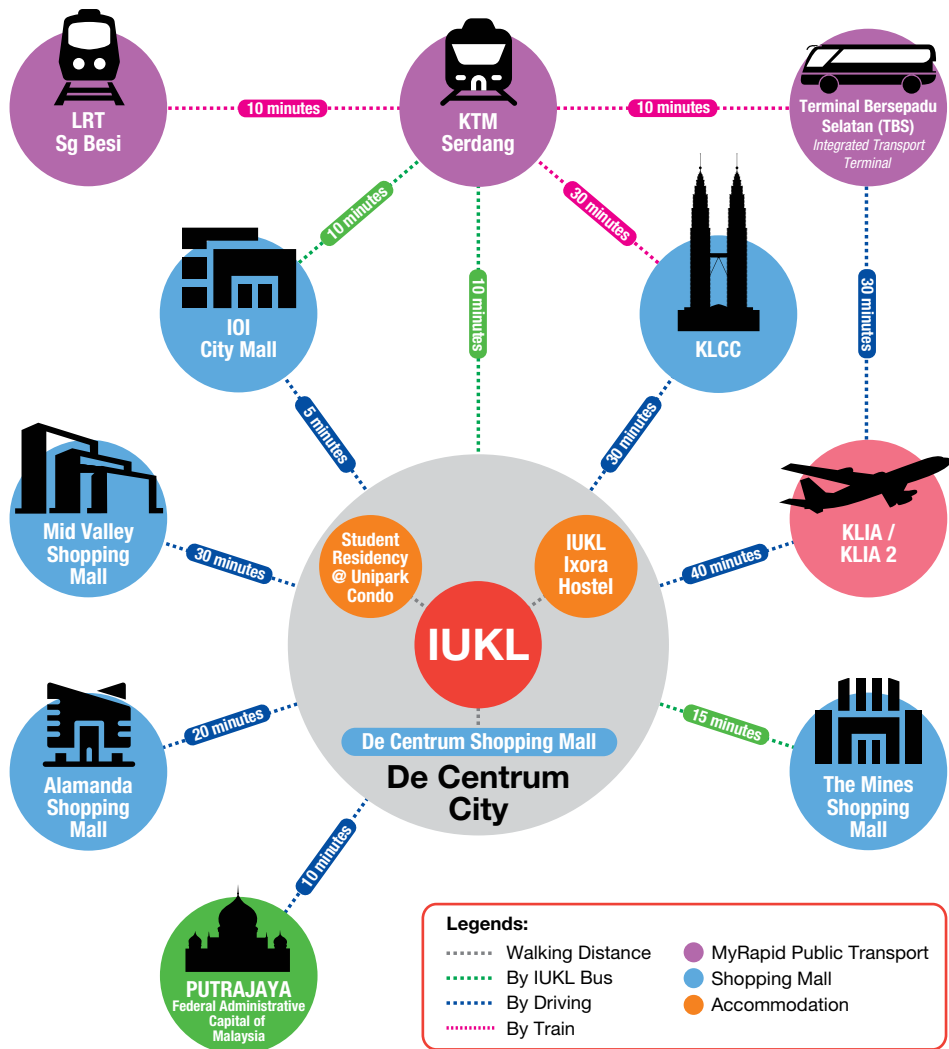 LRT
Sg Besi
10 minutes
KTM
Serdang
10 minutes
Terminal Bersepadu
Selatan (TBS)
Integrated Transport
Terminal
10 minutes
10 minutes
30 minutes
30 minutes
IOI
City Mall
KLCC
5 minutes
30 minutes
Mid Valley
Shopping
Mall
30 minutes
Student
Residency
@ Unipark
Condo
IUKL
Ixora
Hostel
40 minutes
KLIA /
KLIA 2
IUKL
Alamanda
Shopping
Mall
20 minutes
De Centrum Shopping Mall
De Centrum
City
15 minutes
The Mines
Shopping
Mall
10 minutes
PUTRAJAYA
Federal Administrative
Capital of
Malaysia
Legends:
Walking Distance
By IUKL Bus
By Driving
By Train
MyRapid Public Transport
Shopping Mall
Accommodation